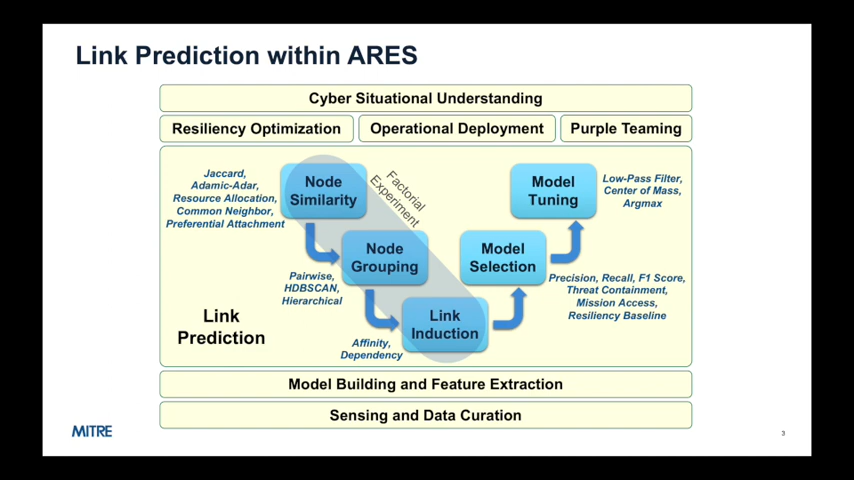 Link Prediction within ARES
Cyber Situational Understanding
Resiliency Optimization
Operational Deployment
Purple Teaming
Jaccard,
Adamic-Adar,
Resource Allocation,
Common Neighbor,
Preferential Attachment
Node
Similarity
Factorial
Experiment
Model
Tuning
Low-Pass Filter,
Center of Mass,
Argmax
Node
Grouping
Model
Selection
Pairwise,
HDBSCAN,
Hierarchical
Precision, Recall, F1 Score,
Threat Containment,
Mission Access,
Resiliency Baseline
Link
Prediction
Link
Induction
Affinity,
Dependency
Model Building and Feature Extraction
Sensing and Data Curation
MITRE
3